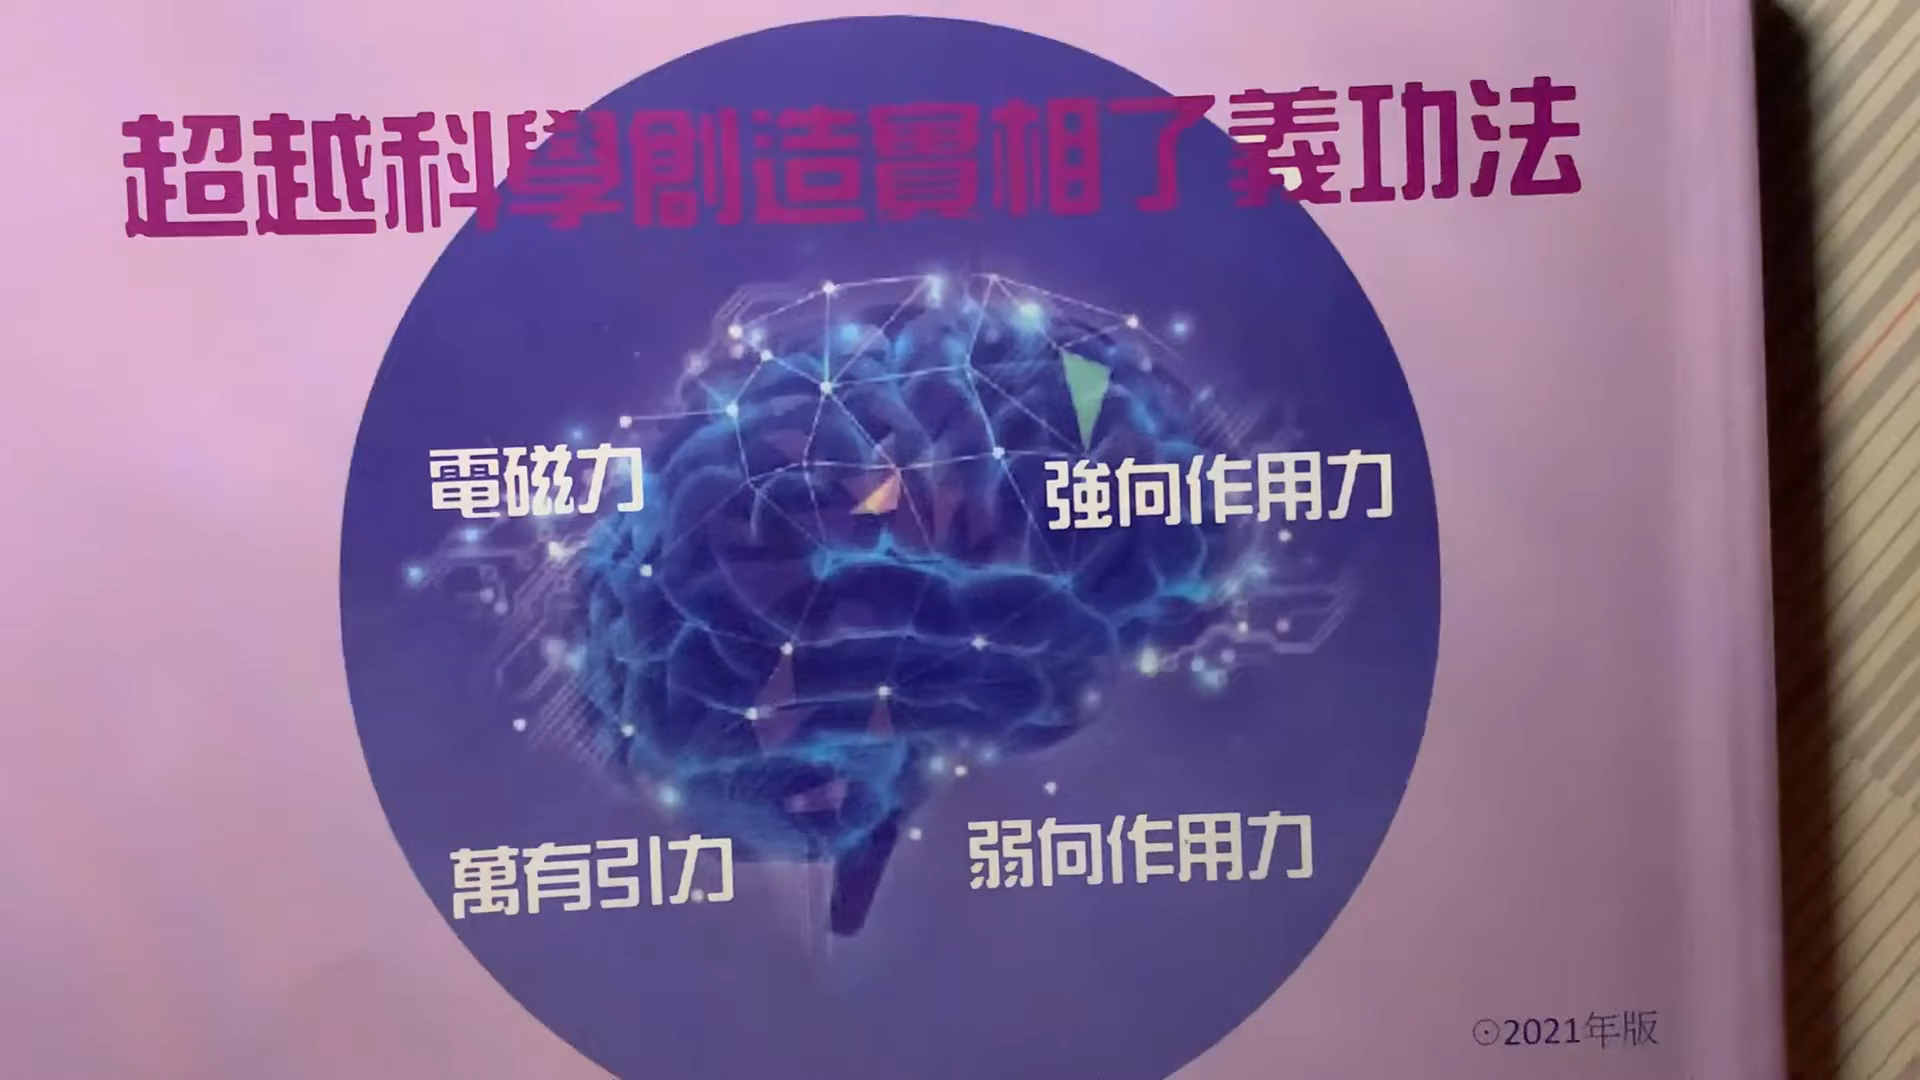 超越科學創造實相了義功法
電磁力
強向作用力
萬有引力
弱向作用力
⊙2021年版